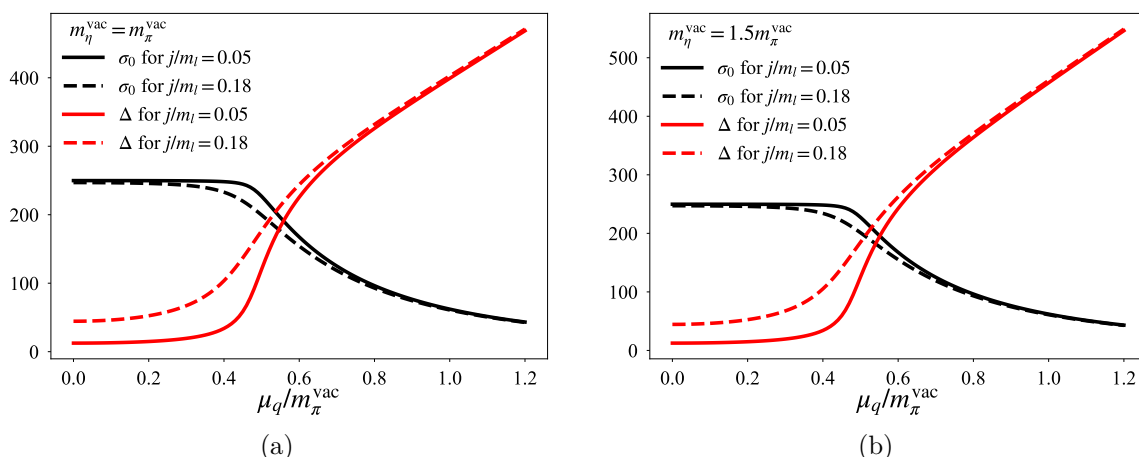 m_η^vac = m_π^vac
σ₀ for j/m_l = 0.05
σ₀ for j/m_l = 0.18
Δ for j/m_l = 0.05
Δ for j/m_l = 0.18
400
300
200
100
0
0.0 0.2 0.4 0.6 0.8 1.0 1.2
μ_q/m_π^vac
(a)
m_η^vac = 1.5m_π^vac
σ₀ for j/m_l = 0.05
σ₀ for j/m_l = 0.18
Δ for j/m_l = 0.05
Δ for j/m_l = 0.18
500
400
300
200
100
0
0.0 0.2 0.4 0.6 0.8 1.0 1.2
μ_q/m_π^vac
(b)